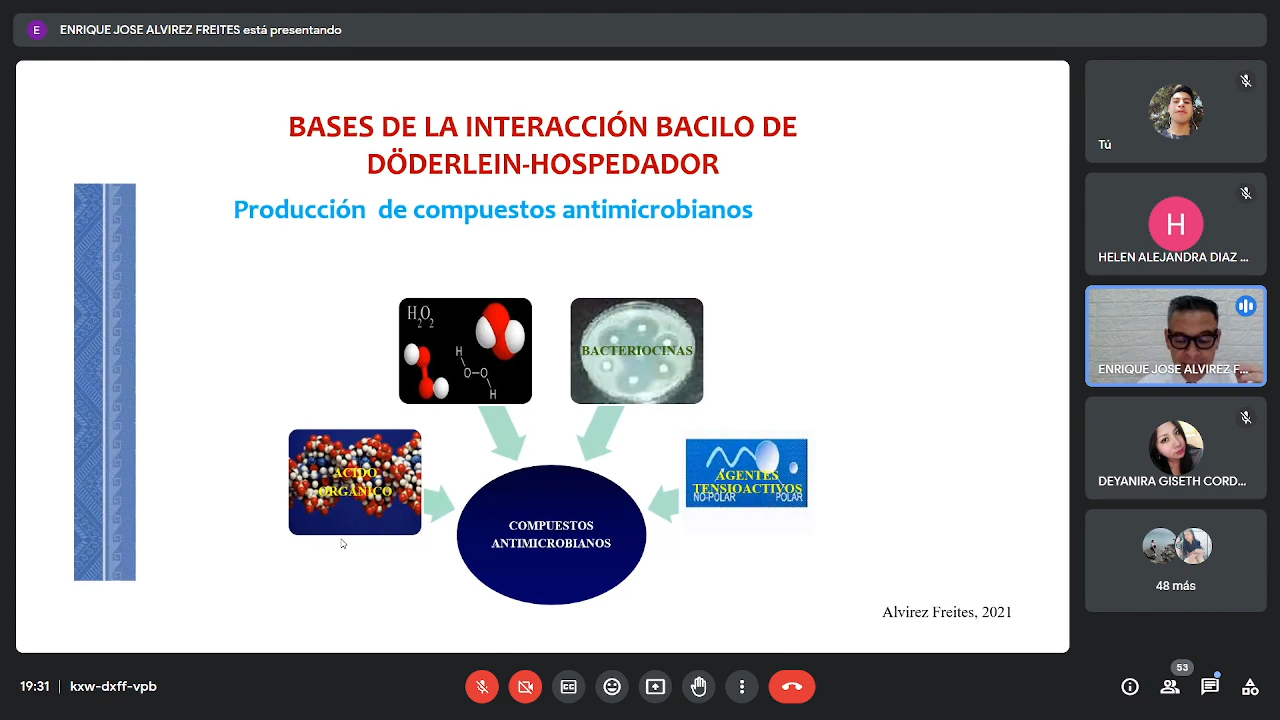 E
ENRIQUE JOSE ALVIREZ FREITES está presentando
BASES DE LA INTERACCIÓN BACILO DE
DÖDERLEIN-HOSPEDADOR
Producción de compuestos antimicrobianos
H2O2
H
O-O
H
BACTERIOCINAS
ÁCIDO
ORGÁNICO
AGENTES
TENSIOACTIVOS
NO-POLAR POLAR
COMPUESTOS
ANTIMICROBIANOS
Alvirez Freites, 2021
Tú
H
HELEN ALEJANDRA DIAZ ...
ENRIQUE JOSE ALVIREZ F...
DEYANIRA GISETH CORD...
48 más
19:31 | kxw-dxff-vpb
53